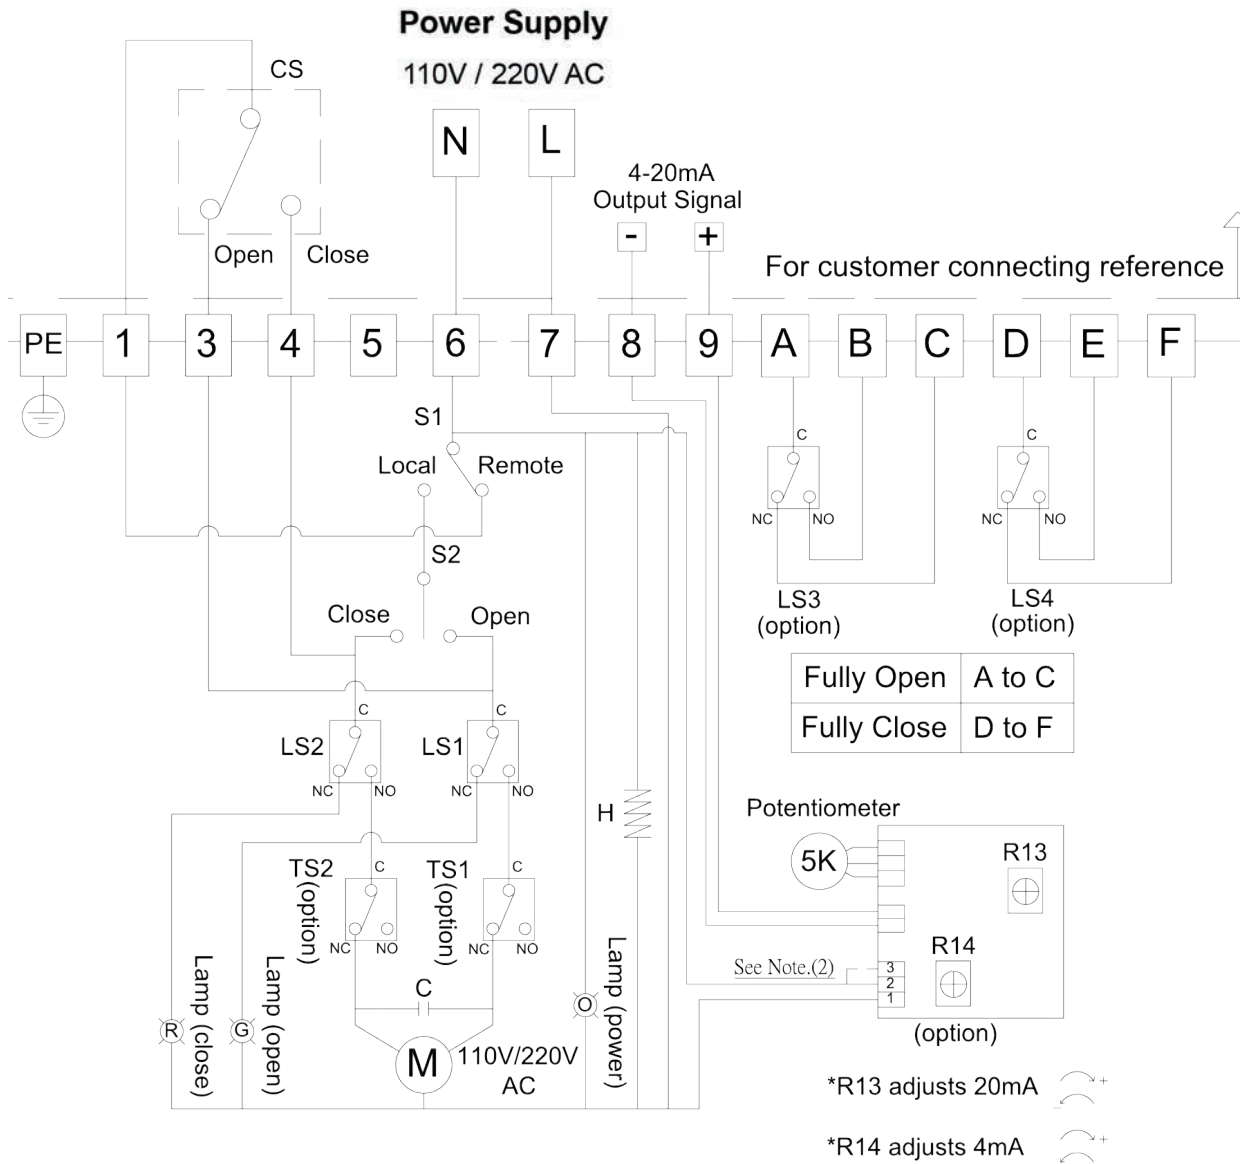 Power Supply
110V / 220V AC
CS
N L
4-20mA
Output Signal
- +
Open Close
For customer connecting reference
PE 1 3 4 5 6 7 8 9 A B C D E F
S1
Local Remote
C C
NC NO NC NO
S2
LS3
(option)
LS4
(option)
Close Open
Fully Open A to C
Fully Close D to F
C C
LS2 LS1
NC NO NC NO
H
Potentiometer
5K
R13
TS2
(option)
TS1
(option)
C C
NC NO NC NO
R14
See Note.(2)
3
2
1
(option)
Lamp (close)
Lamp (open)
Lamp (power)
C
R G O
M
110V/220V
AC
*R13 adjusts 20mA + -
*R14 adjusts 4mA +